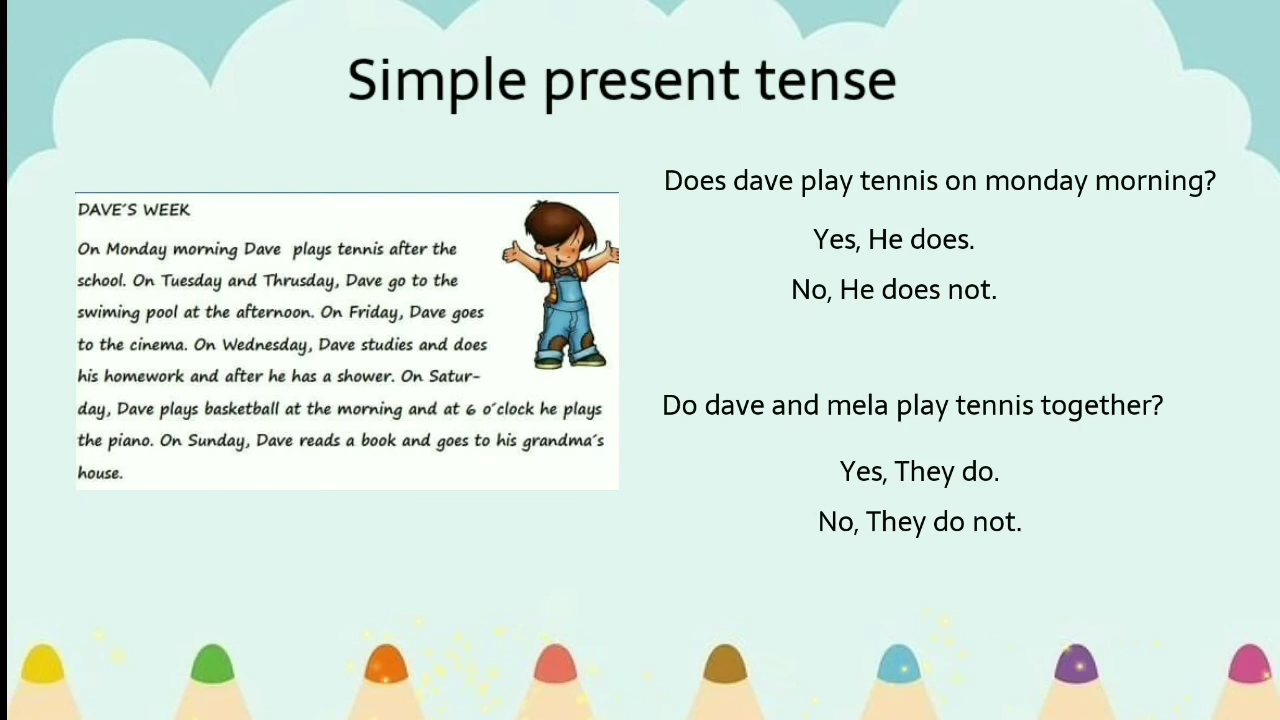 Simple present tense
DAVE´S WEEK
On Monday morning Dave plays tennis after the
school. On Tuesday and Thrusday, Dave go to the
swiming pool at the afternoon. On Friday, Dave goes
to the cinema. On Wednesday, Dave studies and does
his homework and after he has a shower. On Satur-
day, Dave plays basketball at the morning and at 6 o´clock he plays
the piano. On Sunday, Dave reads a book and goes to his grandma´s
house.
Does dave play tennis on monday morning?
Yes, He does.
No, He does not.
Do dave and mela play tennis together?
Yes, They do.
No, They do not.